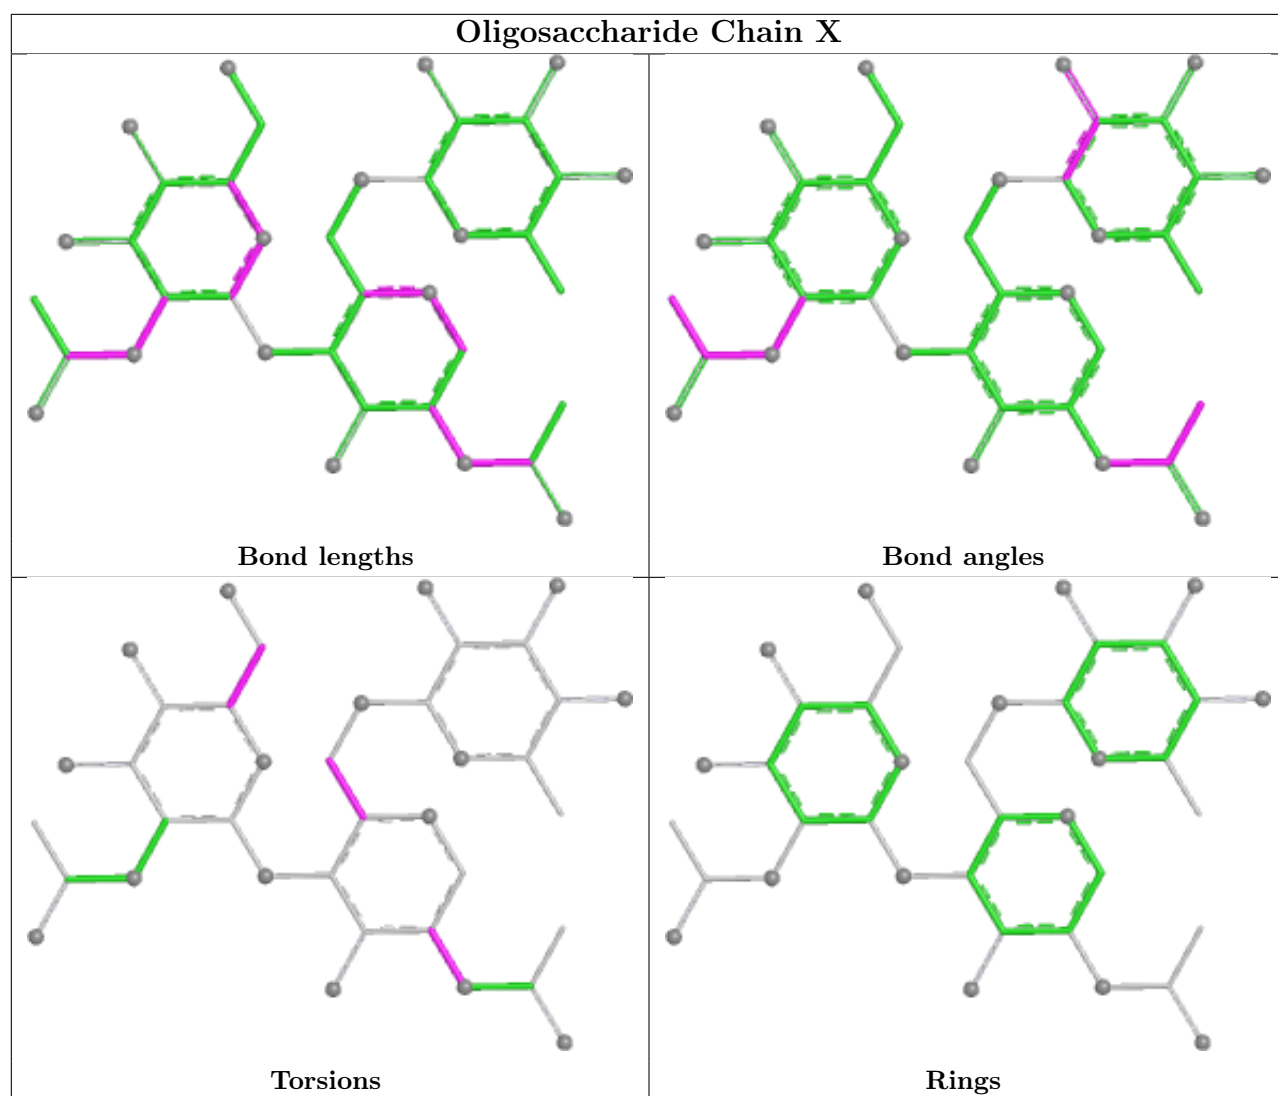 Oligosaccharide Chain X
Bond lengths
Bond angles
Torsions
Rings